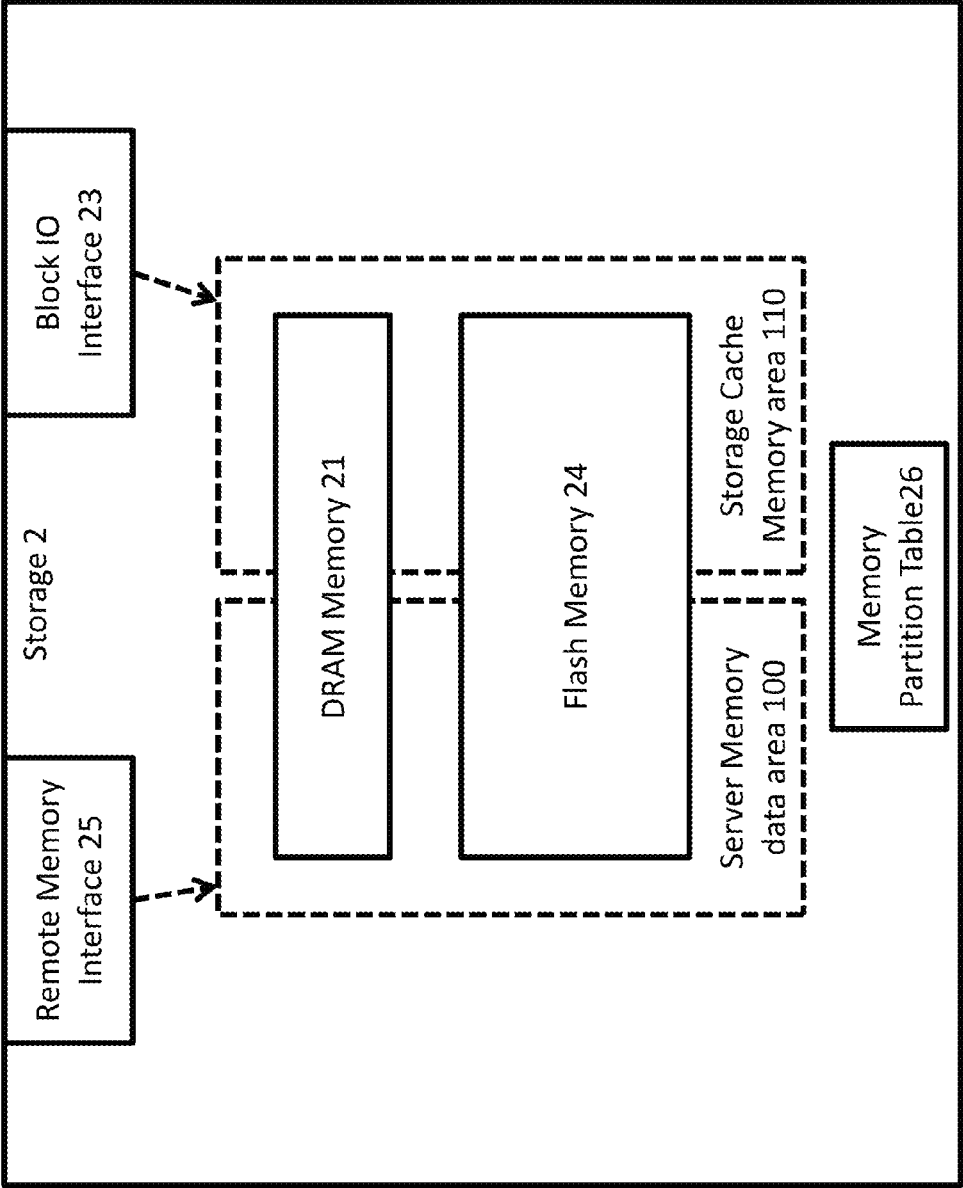 Storage 2
Remote Memory
Interface 25
Block IO
Interface 23
DRAM Memory 21
Flash Memory 24
Server Memory
data area 100
Storage Cache
Memory area 110
Memory
Partition Table26